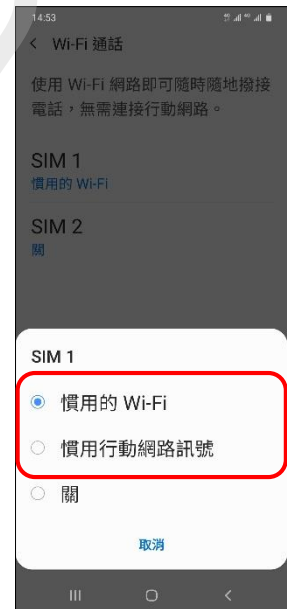 14:53
Wi-Fi 通話
使用 Wi-Fi 網路即可隨時隨地撥接
電話，無需連接行動網路。
SIM 1
慣用的 Wi-Fi
SIM 2
關
SIM 1
慣用的 Wi-Fi
慣用行動網路訊號
關
取消